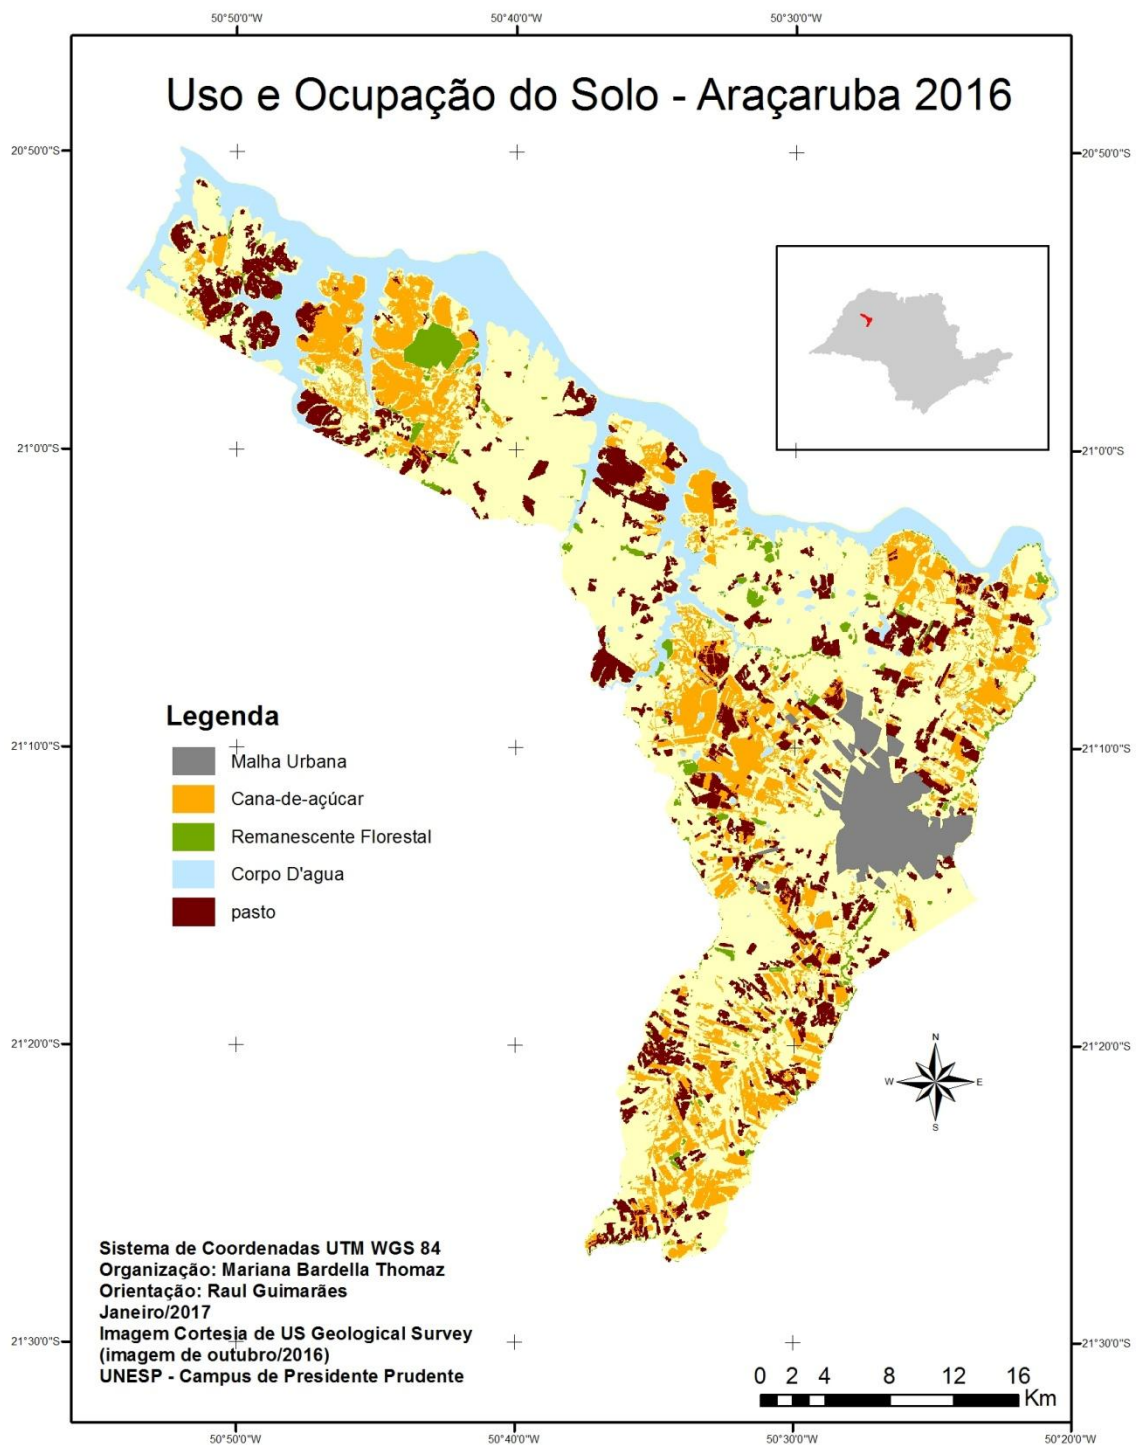 50°50'0"W 50°40'0"W 50°30'0"W
Uso e Ocupação do Solo - Araçaruba 2016
20°50'0"S 20°50'0"S
21°0'0"S 21°0'0"S
Legenda
21°10'0"S 21°10'0"S
Malha Urbana
Cana-de-açúcar
Remanescente Florestal
Corpo D'agua
pasto
21°20'0"S 21°20'0"S
N
W E
S
Sistema de Coordenadas UTM WGS 84
Organização: Mariana Bardella Thomaz
Orientação: Raul Guimarães
Janeiro/2017
Imagem Cortesia de US Geological Survey
(imagem de outubro/2016)
UNESP - Campus de Presidente Prudente
21°30'0"S 21°30'0"S
0 2 4 8 12 16
Km
50°50'0"W 50°40'0"W 50°30'0"W 50°20'0"W